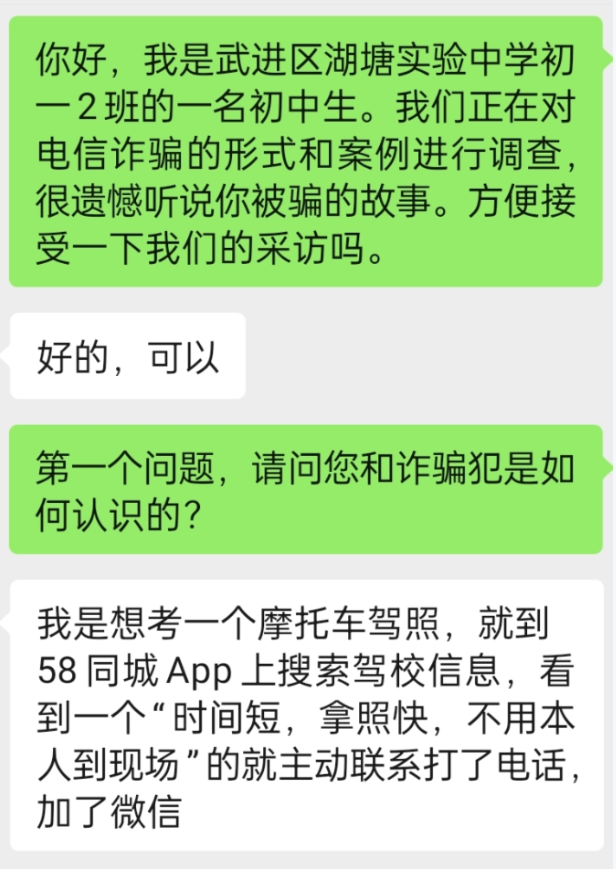 你好，我是武进区湖塘实验中学初
一2班的一名初中生。我们正在对
电信诈骗的形式和案例进行调查，
很遗憾听说你被骗的故事。方便接
受一下我们的采访吗。
好的，可以
第一个问题，请问您和诈骗犯是如
何认识的？
我是想考一个摩托车驾照，就到
58同城App上搜索驾校信息，看
到一个“时间短，拿照快，不用本
人到现场”的就主动联系打了电话，
加了微信